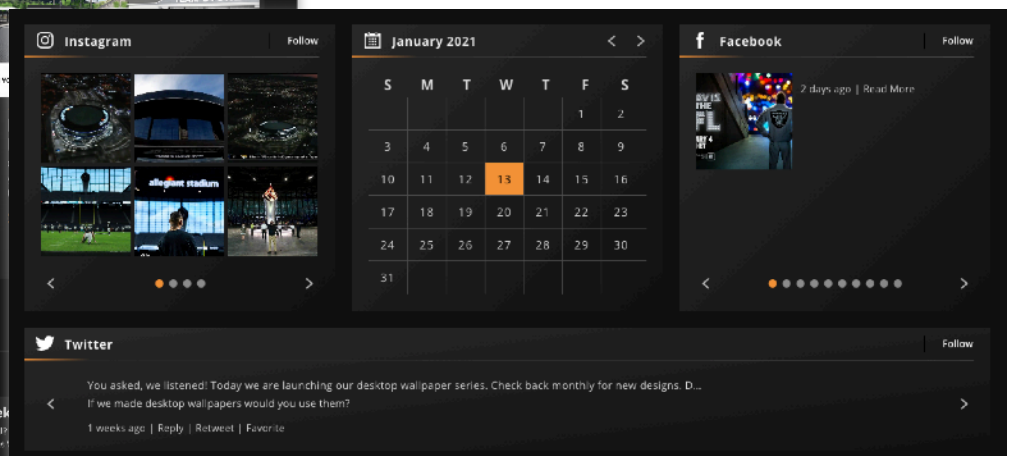 Instagram
Follow
allegiant stadium
January 2021
< >
S M T W T F S
1 2
3 4 5 6 7 8 9
10 11 12 13 14 15 16
17 18 19 20 21 22 23
24 25 26 27 28 29 30
31
Facebook
Follow
2 days ago | Read More
Twitter
Follow
You asked, we listened! Today we are launching our desktop wallpaper series. Check back monthly for new designs. D...
If we made desktop wallpapers would you use them?
1 weeks ago | Reply | Retweet | Favorite